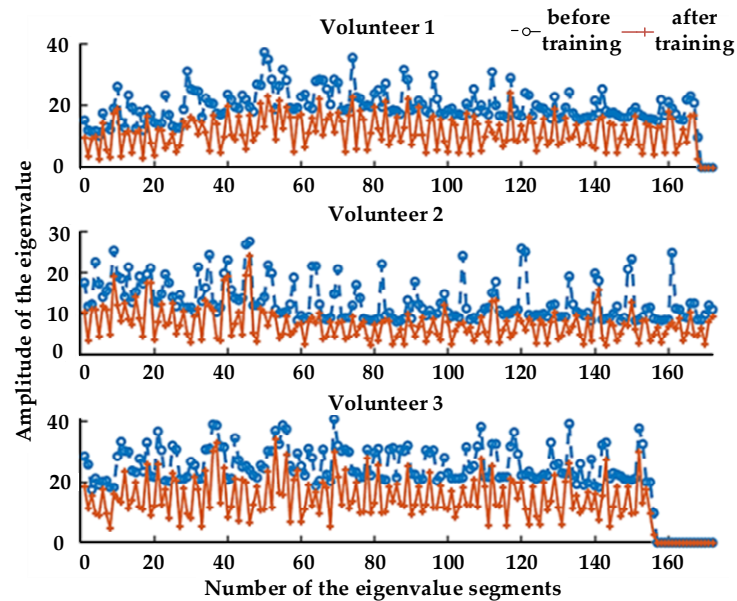 Volunteer 1
before training
after training
40
20
0
0 20 40 60 80 100 120 140 160
Volunteer 2
30
20
10
0
0 20 40 60 80 100 120 140 160
Volunteer 3
40
20
0
0 20 40 60 80 100 120 140 160
Amplitude of the eigenvalue
Number of the eigenvalue segments